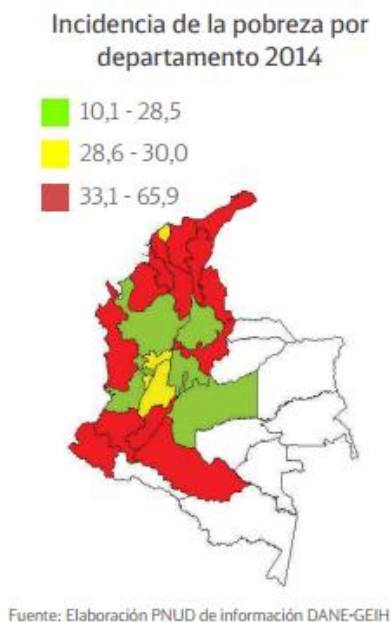 Incidencia de la pobreza por
departamento 2014
10,1 - 28,5
28,6 - 30,0
33,1 - 65,9
Fuente: Elaboración PNUD de información DANE-GEIH